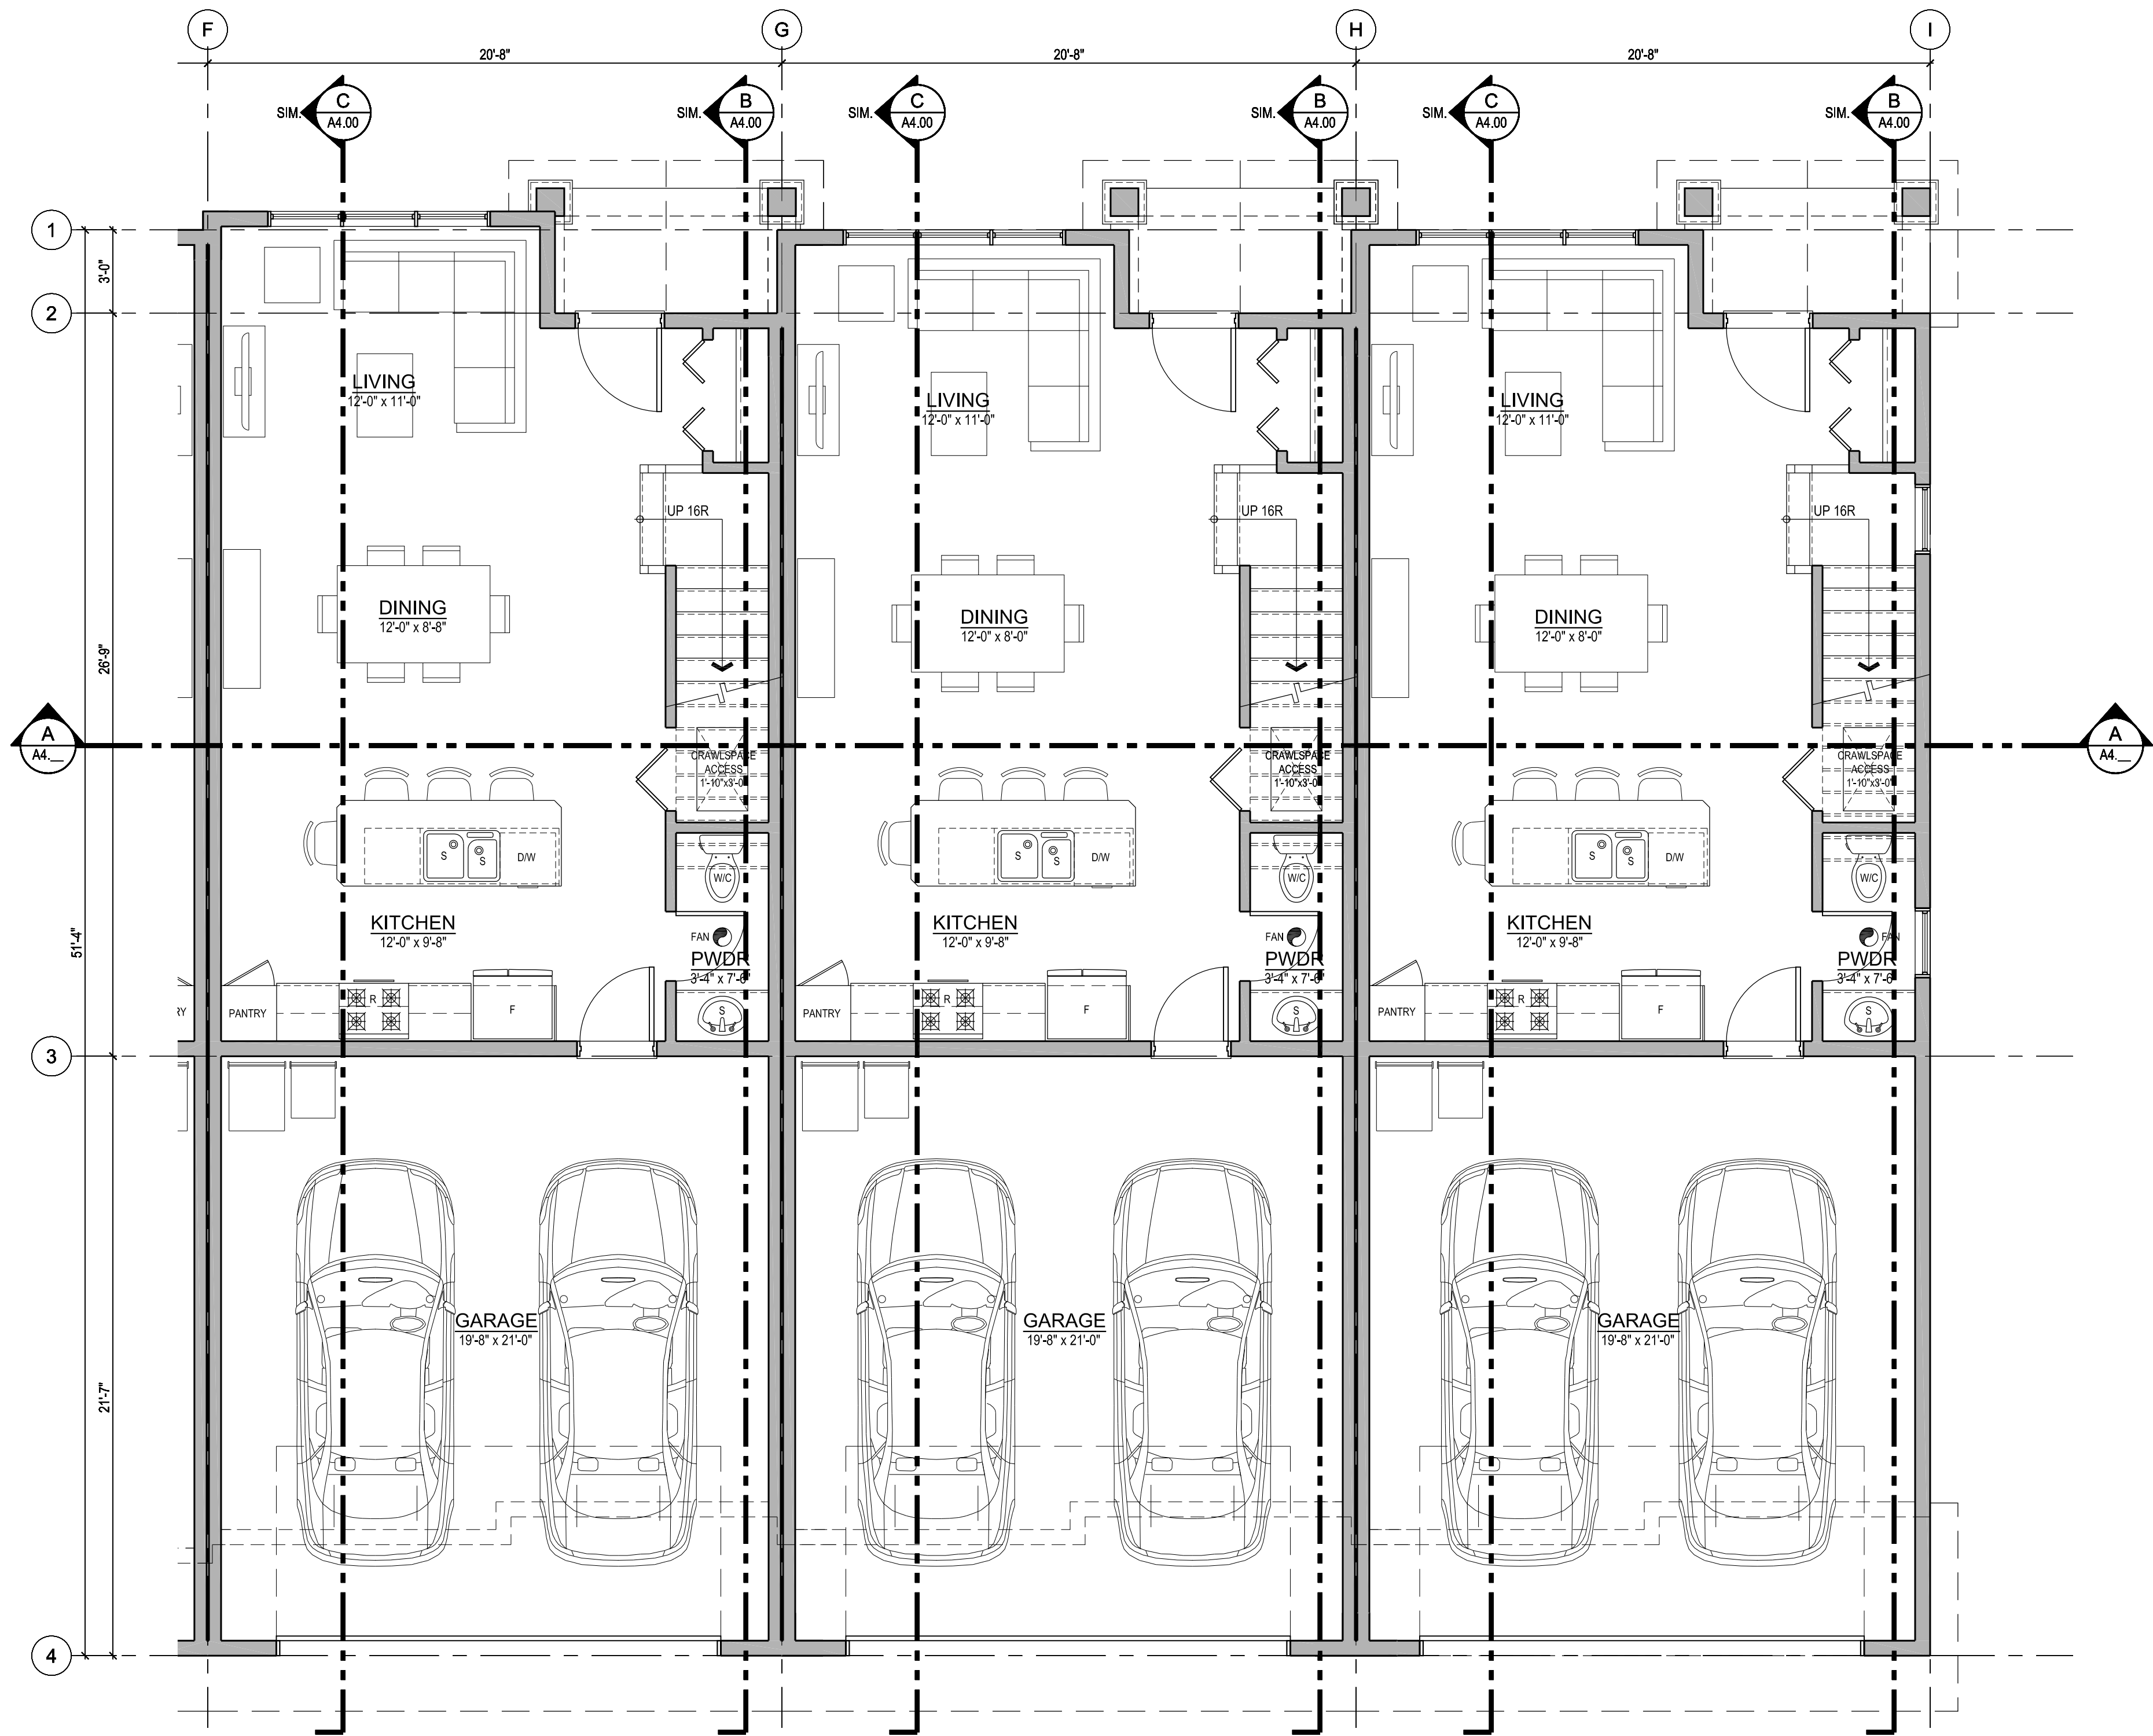 F G H I
20'-8" 20'-8" 20'-8"
SIM. C A4.00 SIM. B A4.00 SIM. C A4.00 SIM. B A4.00 SIM. C A4.00 SIM. B A4.00
1
3'-0"
2
LIVING LIVING LIVING
12'-0" x 11'-0" 12'-0" x 11'-0" 12'-0" x 11'-0"
UP 16R UP 16R UP 16R
DINING DINING DINING
12'-0" x 8'-8" 12'-0" x 8'-0" 12'-0" x 8'-0"
26'-9"
A A
A4.__ A4.__
CRAWLSPACE CRAWLSPACE CRAWLSPACE
ACCESS ACCESS ACCESS
1'-10"x3'-0" 1'-10"x3'-0" 1'-10"x3'-0"
S S D/W W/C S S D/W W/C S S D/W W/C
51'-4"
KITCHEN KITCHEN KITCHEN
12'-0" x 9'-8" 12'-0" x 9'-8" 12'-0" x 9'-8"
FAN FAN FAN
PWDR PWDR PWDR
3'-4" x 7'-6" 3'-4" x 7'-6" 3'-4" x 7'-6"
RY PANTRY R F S PANTRY R F S PANTRY R F S
3
GARAGE GARAGE GARAGE
19'-8" x 21'-0" 19'-8" x 21'-0" 19'-8" x 21'-0"
21'-7"
4